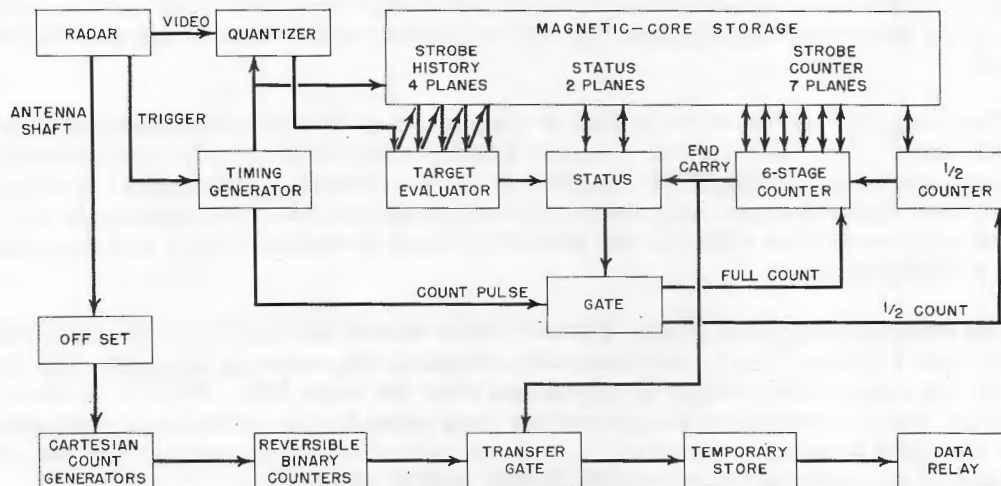 RADAR
VIDEO
QUANTIZER
MAGNETIC-CORE STORAGE
STROBE
HISTORY
4 PLANES
STATUS
2 PLANES
STROBE
COUNTER
7 PLANES
ANTENNA
SHAFT
TRIGGER
TIMING
GENERATOR
TARGET
EVALUATOR
STATUS
END
CARRY
6-STAGE
COUNTER
1/2
COUNTER
COUNT PULSE
GATE
FULL COUNT
1/2 COUNT
OFF SET
CARTESIAN
COUNT
GENERATORS
REVERSIBLE
BINARY
COUNTERS
TRANSFER
GATE
TEMPORARY
STORE
DATA
RELAY